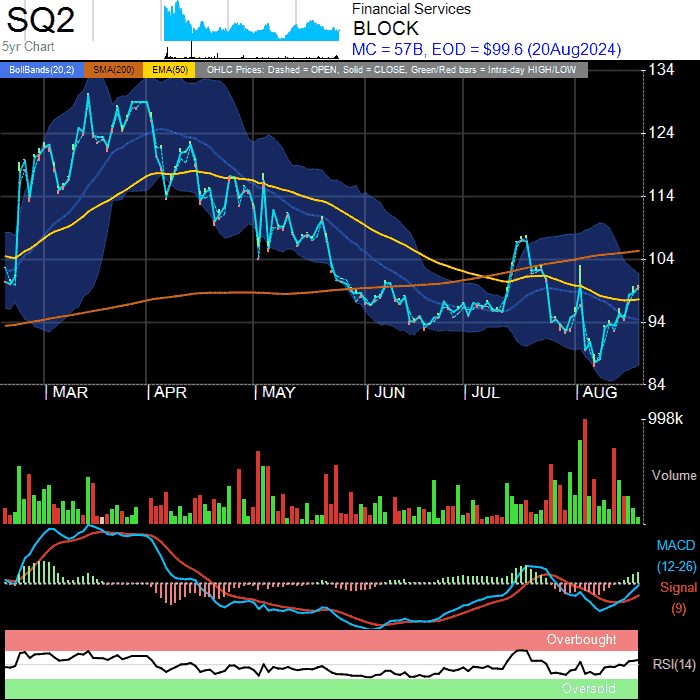 SQ2
5yr Chart
Financial Services
BLOCK
MC = 57B, EOD = $99.6 (20Aug2024)
BollBands(20,2) SMA(200) EMA(50) OHLC Prices: Dashed = OPEN, Solid = CLOSE, Green/Red bars = Intra-day HIGH/LOW
134
124
114
104
94
84
MAR APR MAY JUN JUL AUG
998k
Volume
MACD
(12-26)
Signal
(9)
Overbought
RSI(14)
Oversold